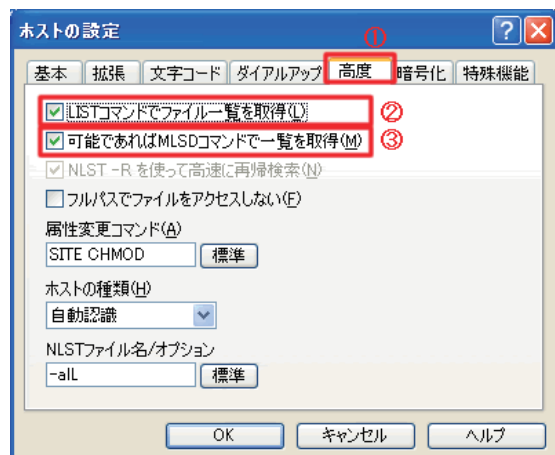 ホストの設定
①
基本 拡張 文字コード ダイアルアップ 高度 暗号化 特殊機能
LISTコマンドでファイル一覧を取得(L) ②
可能であればMLSDコマンドで一覧を取得(M) ③
NLST -R を使って高速に再帰検索(N)
フルパスでファイルをアクセスしない(F)
属性変更コマンド(A)
SITE CHMOD 標準
ホストの種類(H)
自動認識
NLSTファイル名/オプション
-alL 標準
OK キャンセル ヘルプ